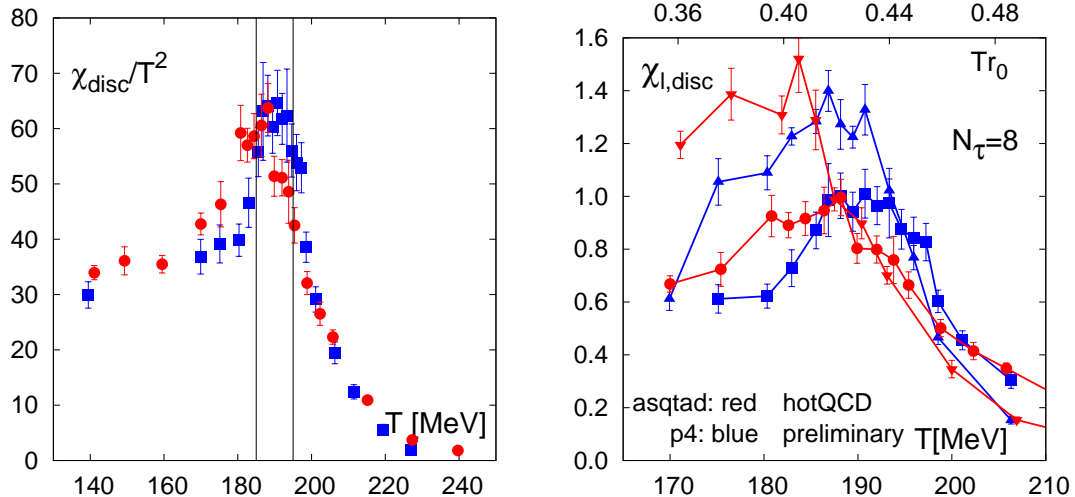 80
70
60
50
40
30
20
10
0
χ_disc/T²
T [MeV]
140 160 180 200 220 240
0.36 0.40 0.44 0.48
1.6
1.4
1.2
1.0
0.8
0.6
0.4
0.2
0.0
χ_l,disc
Tr₀
N_τ=8
asqtad: red hotQCD
p4: blue preliminary
T[MeV]
170 180 190 200 210